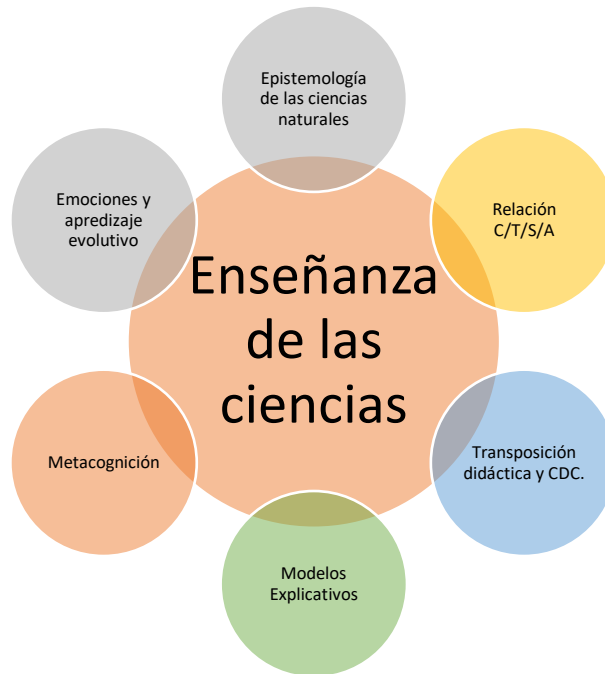 Epistemología
de las ciencias
naturales
Emociones y
apredizaje
evolutivo
Relación
C/T/S/A
Enseñanza
de las
ciencias
Metacognición
Transposición
didáctica y CDC.
Modelos
Explicativos